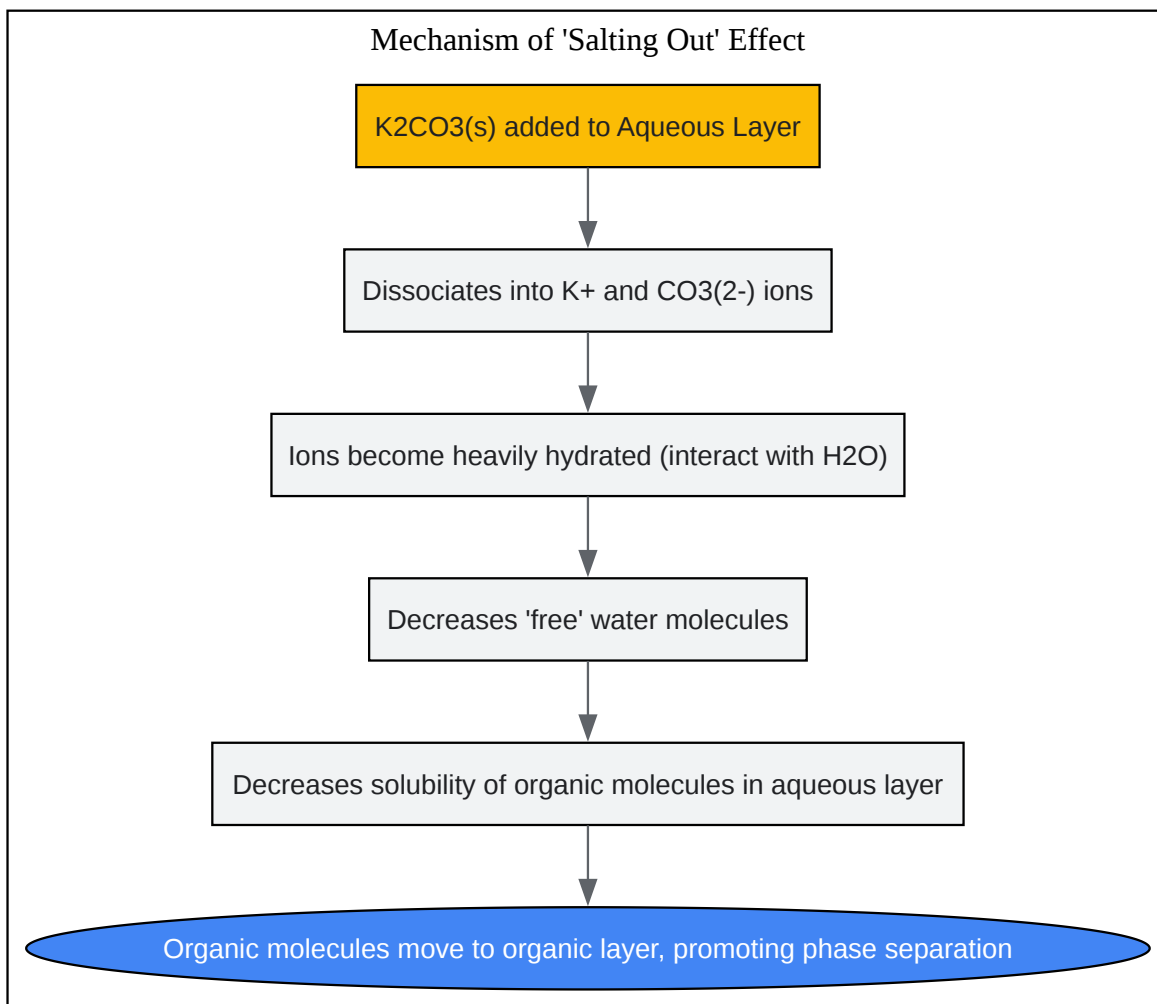 Mechanism of 'Salting Out' Effect
K2CO3(s) added to Aqueous Layer
Dissociates into K+ and CO3(2-) ions
Ions become heavily hydrated (interact with H2O)
Decreases 'free' water molecules
Decreases solubility of organic molecules in aqueous layer
Organic molecules move to organic layer, promoting phase separation